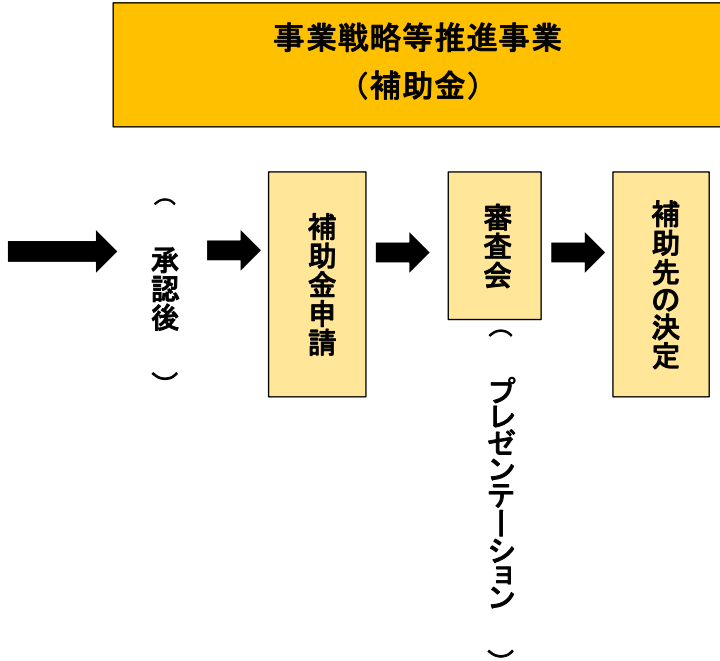 事業戦略等推進事業
（補助金）
（承認後）
補助金申請
審査会
（プレゼンテーション）
補助先の決定